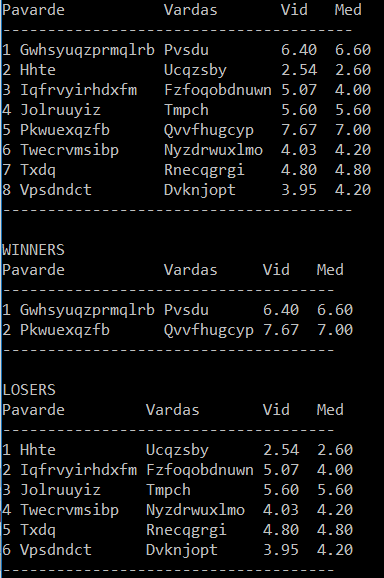 Pavarde Vardas Vid Med
---------------------------------------
1 Gwhsyuqzprmqlrb Pvsdu 6.40 6.60
2 Hhte Ucqzsby 2.54 2.60
3 Iqfrvyirhdxfm Fzfoqobdnuwn 5.07 4.00
4 Jolruuyiz Tmpch 5.60 5.60
5 Pkwuexqzfb Qvvfhugcyp 7.67 7.00
6 Twecrvmsibp Nyzdrwuxlmo 4.03 4.20
7 Txdq Rnecqgrgi 4.80 4.80
8 Vpsdndct Dvknjopt 3.95 4.20
---------------------------------------
WINNERS
Pavarde Vardas Vid Med
-------------------------------------
1 Gwhsyuqzprmqlrb Pvsdu 6.40 6.60
2 Pkwuexqzfb Qvvfhugcyp 7.67 7.00
-------------------------------------
LOSERS
Pavarde Vardas Vid Med
-------------------------------------
1 Hhte Ucqzsby 2.54 2.60
2 Iqfrvyirhdxfm Fzfoqobdnuwn 5.07 4.00
3 Jolruuyiz Tmpch 5.60 5.60
4 Twecrvmsibp Nyzdrwuxlmo 4.03 4.20
5 Txdq Rnecqgrgi 4.80 4.80
6 Vpsdndct Dvknjopt 3.95 4.20
-------------------------------------